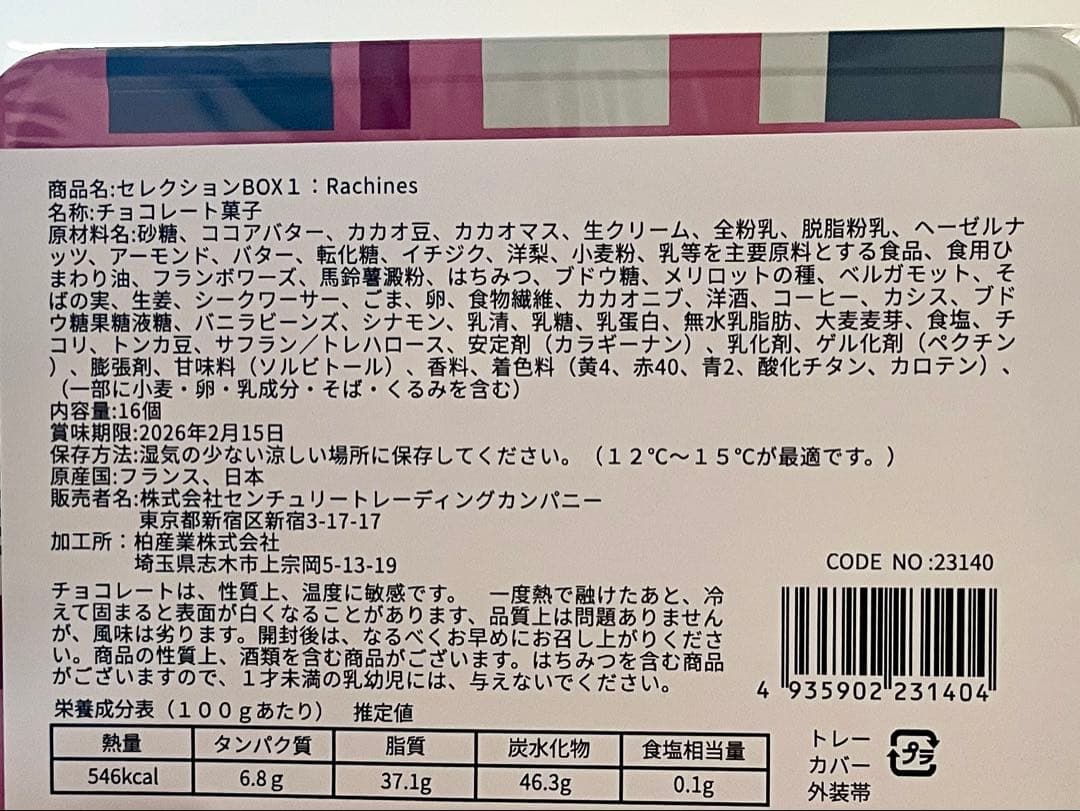 商品名:セレクションBOX１：Rachines
名称:チョコレート菓子
原材料名:砂糖、ココアバター、カカオ豆、カカオマス、生クリーム、全粉乳、脱脂粉乳、ヘーゼルナ
ッツ、アーモンド、バター、転化糖、イチジク、洋梨、小麦粉、乳等を主要原料とする食品、食用ひ
まわり油、フランボワーズ、馬鈴薯澱粉、はちみつ、ブドウ糖、メリロットの種、ベルガモット、そ
ばの実、生姜、シークワーサー、ごま、卵、食物繊維、カカオニブ、洋酒、コーヒー、カシス、ブド
ウ糖果糖液糖、バニラビーンズ、シナモン、乳清、乳糖、乳蛋白、無水乳脂肪、大麦麦芽、食塩、チ
コリ、トンカ豆、サフラン／トレハロース、安定剤（カラギーナン）、乳化剤、ゲル化剤（ペクチン
）、膨張剤、甘味料（ソルビトール）、香料、着色料（黄4、赤40、青2、酸化チタン、カロテン）、
（一部に小麦・卵・乳成分・そば・くるみを含む）
内容量:16個
賞味期限:2026年2月15日
保存方法:湿気の少ない涼しい場所に保存してください。（１２℃～１５℃が最適です。）
原産国:フランス、日本
販売者名:株式会社センチュリートレーディングカンパニー
東京都新宿区新宿3-17-17
加工所：柏産業株式会社
埼玉県志木市上宗岡5-13-19
CODE NO :23140
チョコレートは、性質上、温度に敏感です。　一度熱で融けたあと、冷
えて固まると表面が白くなることがあります、品質上は問題ありません
が、風味は劣ります。開封後は、なるべくお早めにお召し上がりくださ
い。商品の性質上、酒類を含む商品がございます。はちみつを含む商品
がございますので、１才未満の乳幼児には、与えないでください。
4 935902 231404
栄養成分表（１００ｇあたり）　推定値
熱量 タンパク質 脂質 炭水化物 食塩相当量
546kcal 6.8ｇ 37.1g 46.3g 0.1g
トレー
カバー
外装帯
プラ